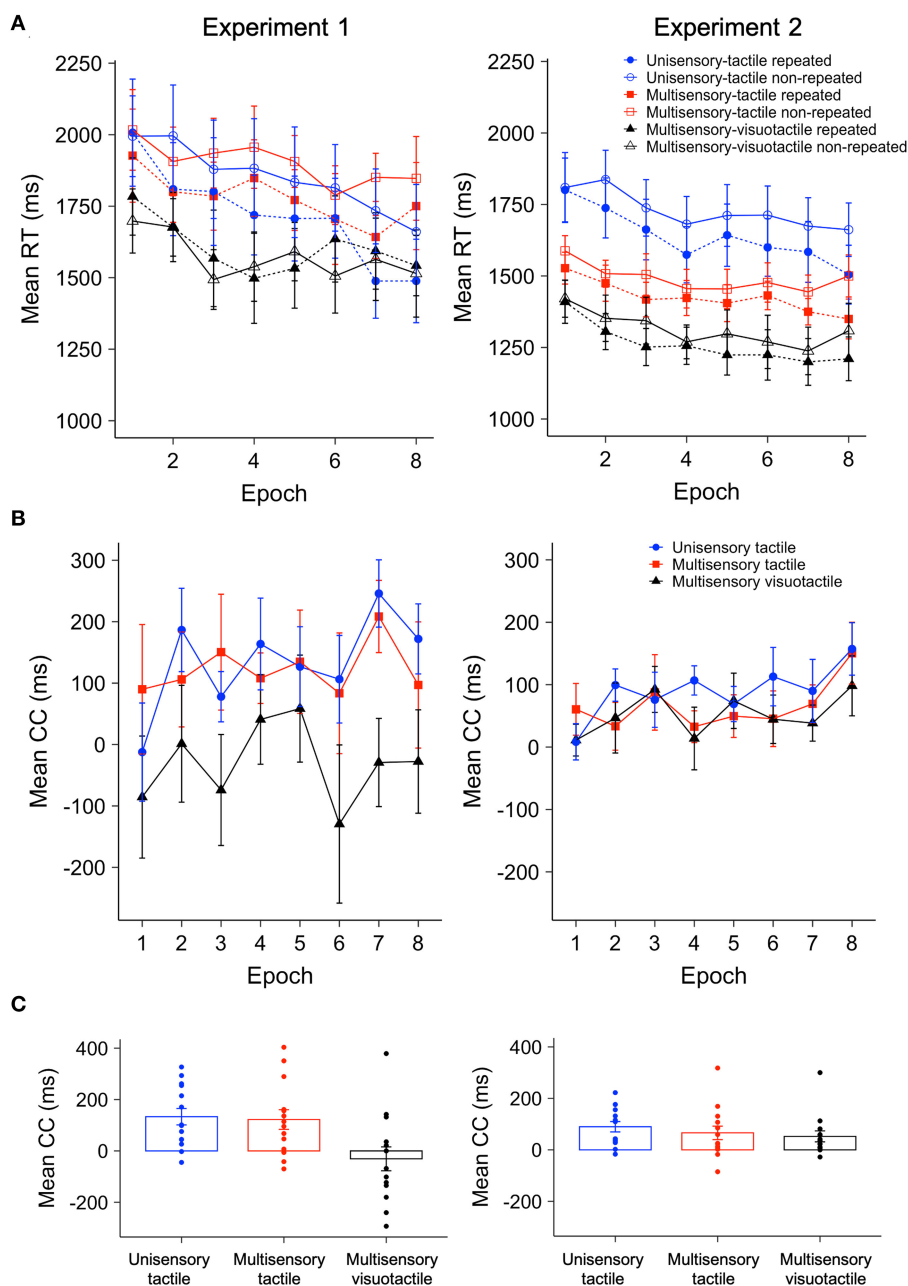 A
Experiment 1
Experiment 2
2250
2000
1750
1500
1250
1000
Mean RT (ms)
2 4 6 8
Epoch
2250
2000
1750
1500
1250
1000
Mean RT (ms)
2 4 6 8
Epoch
Unisensory-tactile repeated
Unisensory-tactile non-repeated
Multisensory-tactile repeated
Multisensory-tactile non-repeated
Multisensory-visuotactile repeated
Multisensory-visuotactile non-repeated
B
300
200
100
0
-100
-200
Mean CC (ms)
1 2 3 4 5 6 7 8
Epoch
300
200
100
0
-100
-200
Mean CC (ms)
1 2 3 4 5 6 7 8
Epoch
Unisensory tactile
Multisensory tactile
Multisensory visuotactile
C
400
200
0
-200
Mean CC (ms)
Unisensory
tactile
Multisensory
tactile
Multisensory
visuotactile
400
200
0
-200
Mean CC (ms)
Unisensory
tactile
Multisensory
tactile
Multisensory
visuotactile